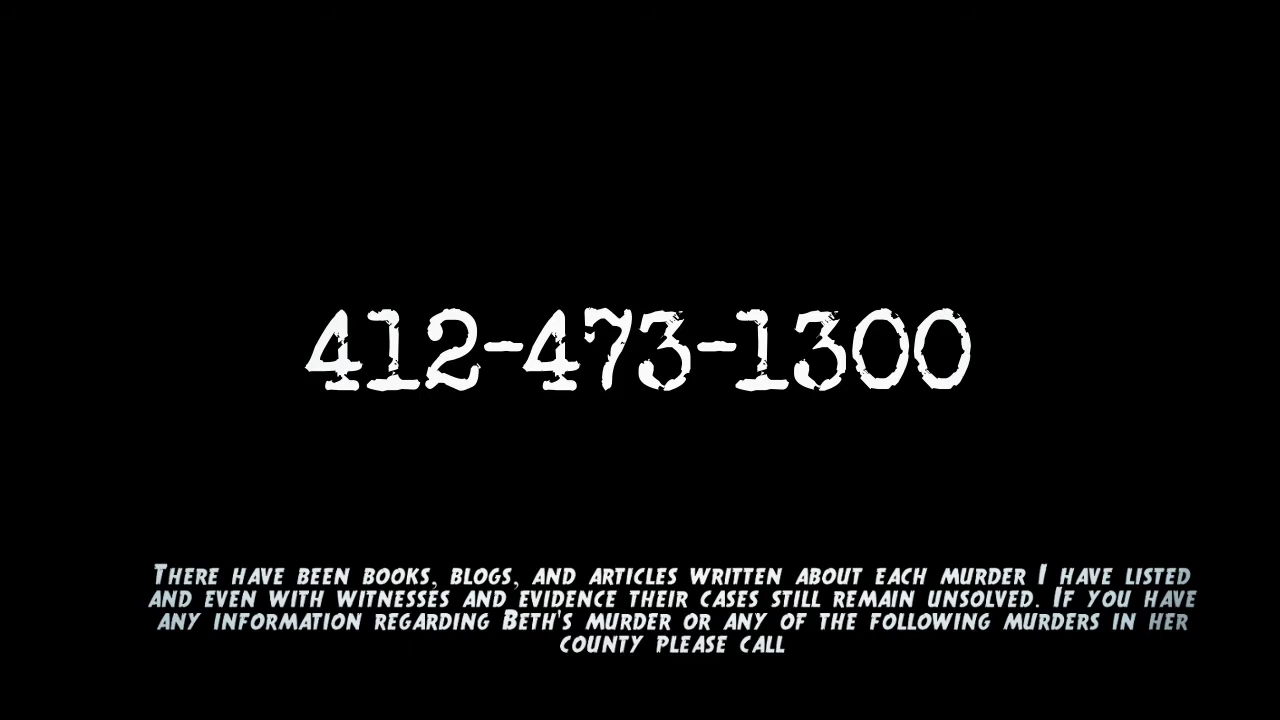 412-473-1300
There have been books, blogs, and articles written about each murder I have listed
and even with witnesses and evidence their cases still remain unsolved. If you have
any information regarding Beth's murder or any of the following murders in her
county please call